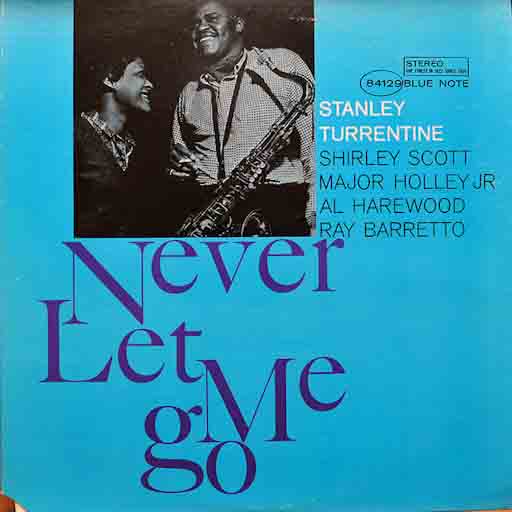 STEREO
84129 BLUE NOTE
STANLEY
TURRENTINE
SHIRLEY SCOTT
MAJOR HOLLEY JR
AL HAREWOOD
RAY BARRETTO
Never
Let Me
go